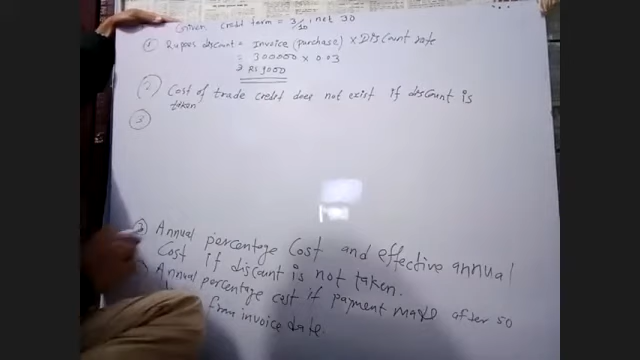 Given, credit term = 3/10, net 30
① Rupees discount = Invoice (purchase) x Discount rate
= 300000 x 0.03
= Rs 9000
② Cost of trade credit does not exist if discount is
taken
③
③ Annual percentage cost and effective annual
Cost if discount is not taken.
Annual percentage cost if payment made after 50
from invoice date.